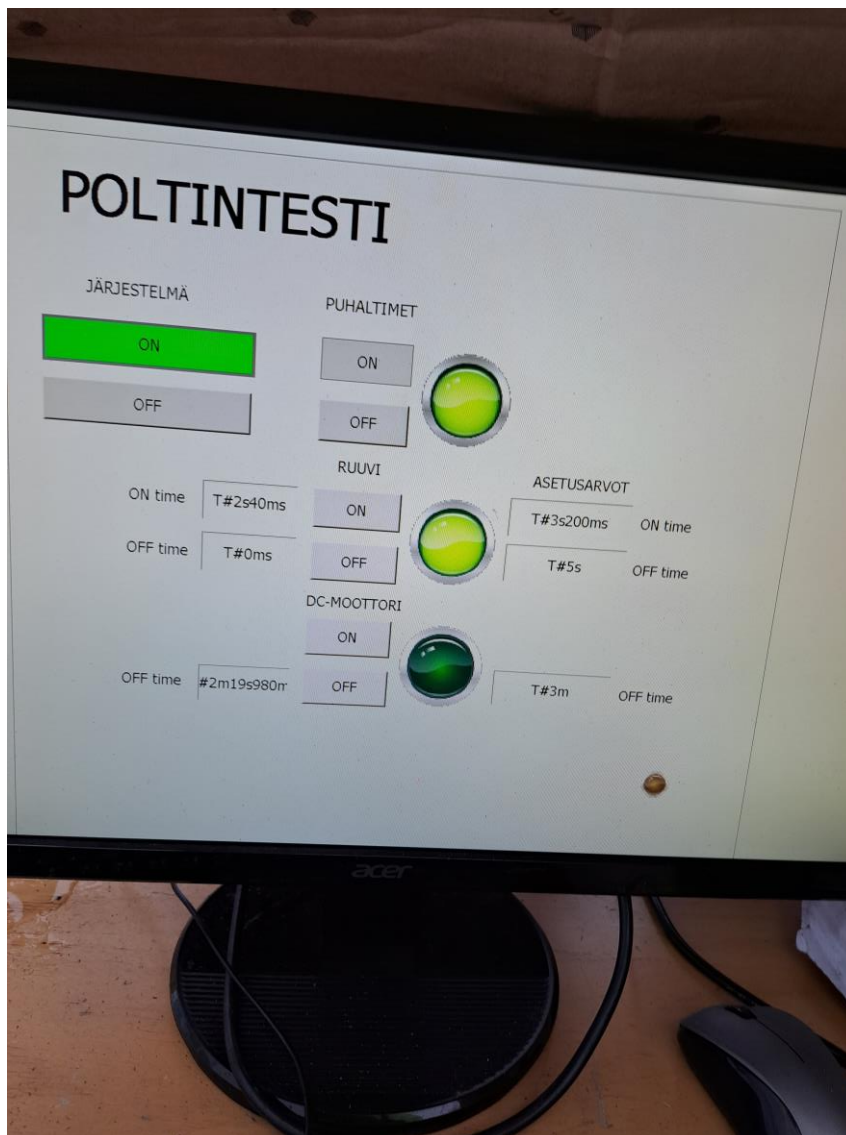 POLTINTESTI
JÄRJESTELMÄ
PUHALTIMET
ON
ON
OFF
OFF
RUUVI
ASETUSARVOT
ON time T#2s40ms ON T#3s200ms ON time
OFF time T#0ms OFF T#5s OFF time
DC-MOOTTORI
ON
OFF time #2m19s980m OFF T#3m OFF time
acer